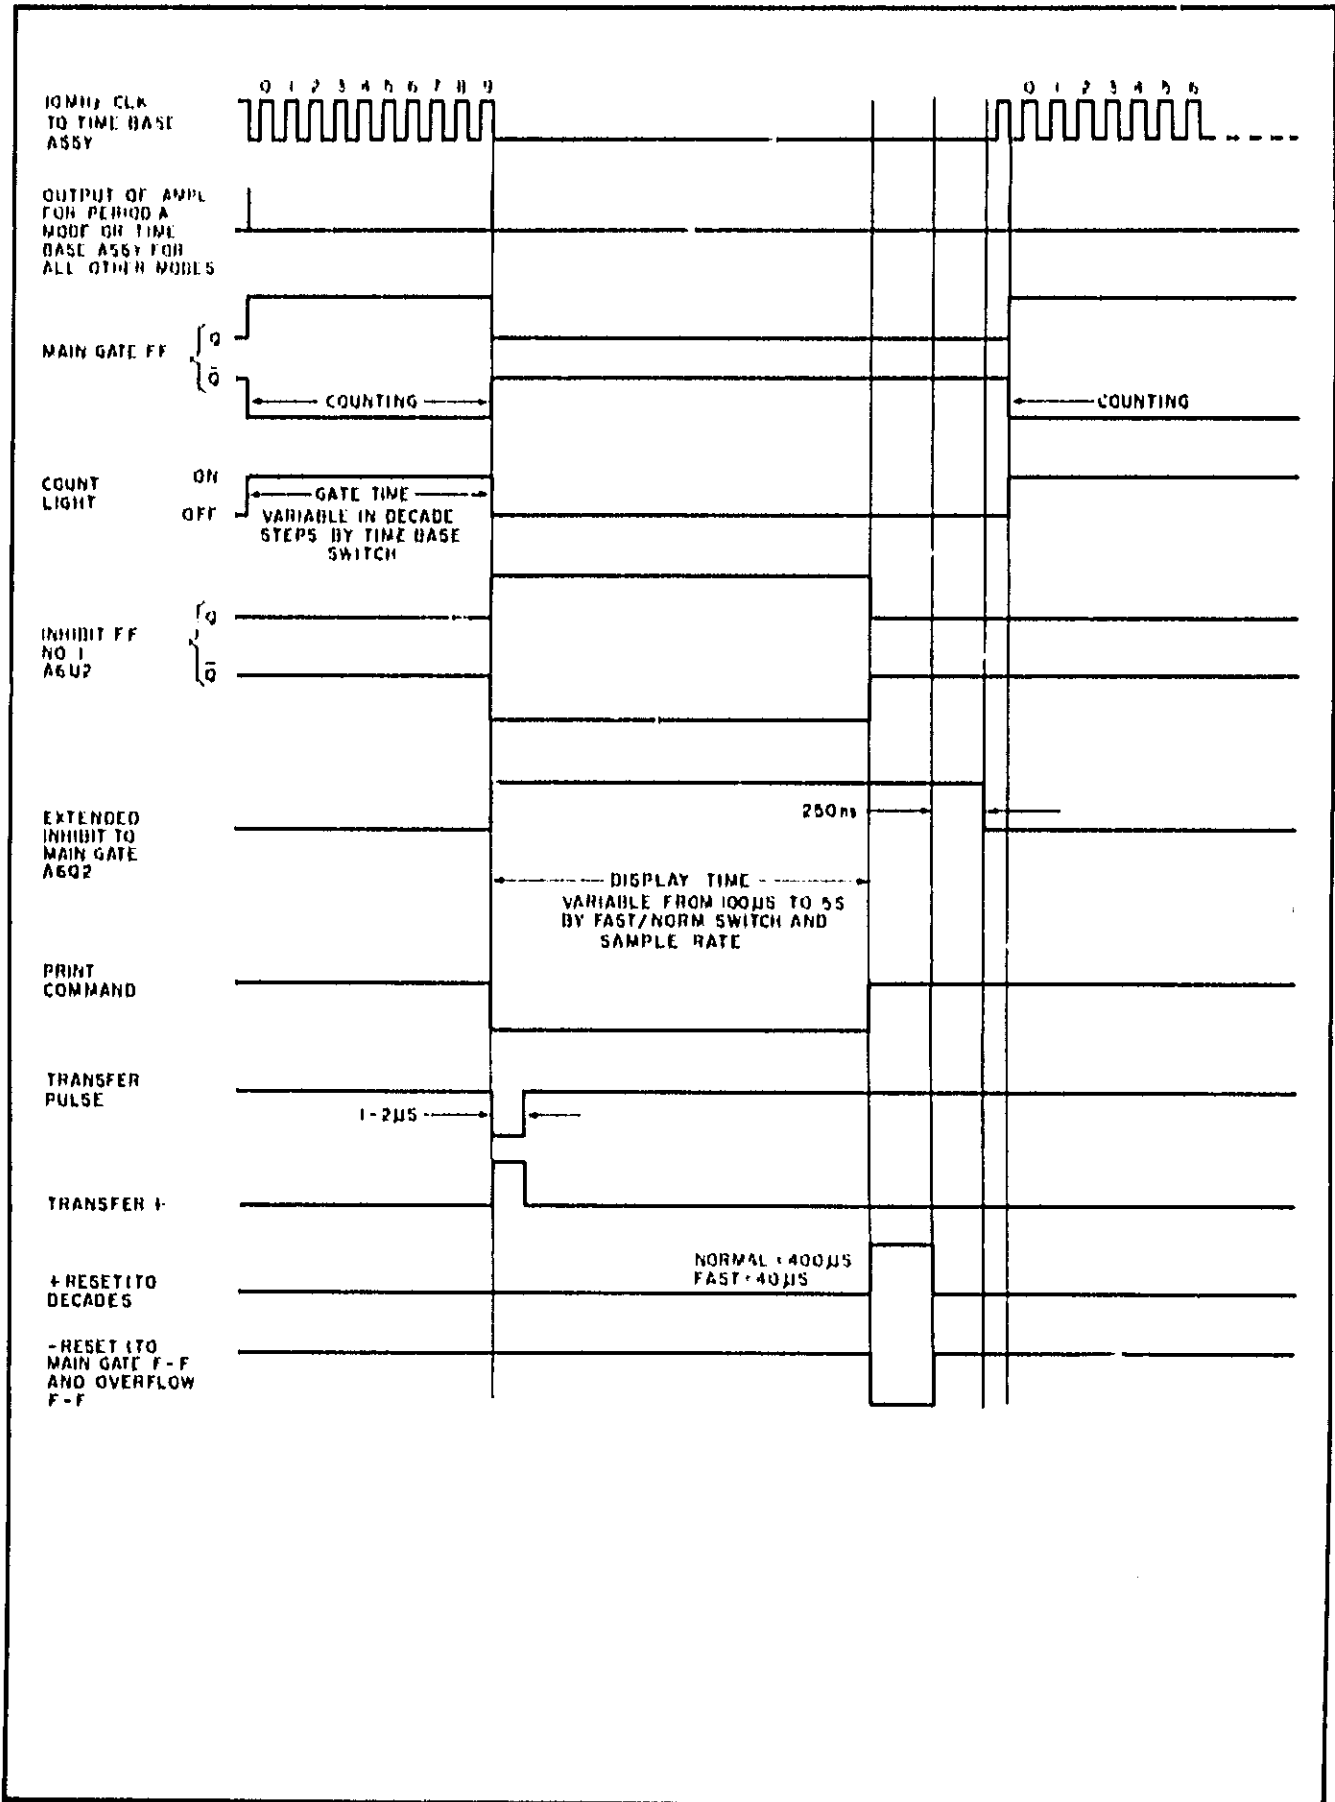 0 1 2 3 4 5 6 7 8 9
0 1 2 3 4 5 6
10MHz CLK
TO TIME BASE
ASSY
OUTPUT OF AMPL
FOR PERIOD A
MODE OR TIME
BASE ASSY FOR
ALL OTHER MODES
MAIN GATE FF
Q
Q̄
COUNTING
COUNTING
COUNT
LIGHT
ON
OFF
GATE TIME
VARIABLE IN DECADE
STEPS BY TIME BASE
SWITCH
INHIBIT FF
NO 1
A6U2
Q
Q̄
EXTENDED
INHIBIT TO
MAIN GATE
A6Q2
250ns
DISPLAY TIME
VARIABLE FROM 100µS TO 5S
BY FAST/NORM SWITCH AND
SAMPLE RATE
PRINT
COMMAND
TRANSFER
PULSE
1-2µS
TRANSFER
+RESET(TO
DECADES
NORMAL 400µS
FAST 40µS
-RESET (TO
MAIN GATE F-F
AND OVERFLOW
F-F